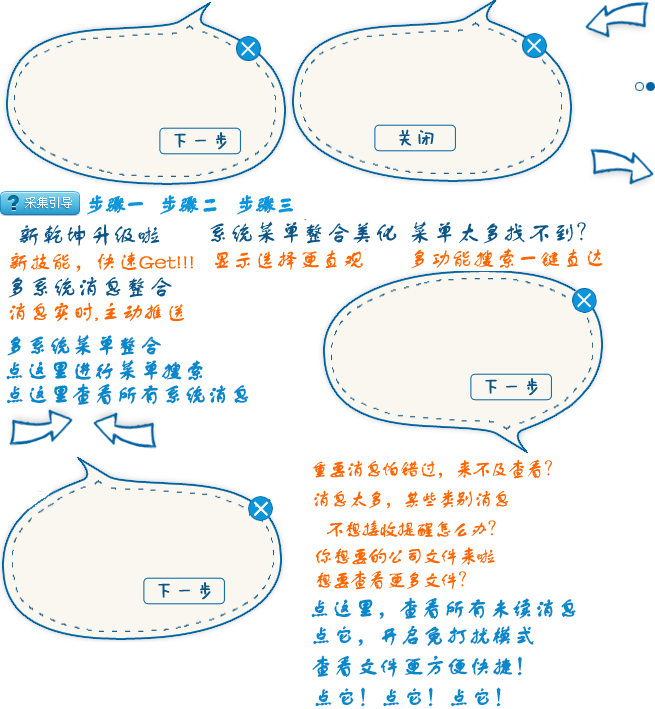 下一步
关闭
? 采集引导 步骤一 步骤二 步骤三
新乾坤升级啦 系统菜单整合美化 菜单太多找不到?
新技能，快速Get!!! 显示选择更直观 多功能搜索一键直达
多系统消息整合
消息实时,主动推送
多系统菜单整合
点这里进行菜单搜索
点这里查看所有系统消息
下一步
重要消息怕错过，来不及查看?
消息太多，某些类别消息
不想接收提醒怎么办?
你想要的公司文件来啦
想要查看更多文件?
下一步
点这里，查看所有未读消息
点它，开启免打扰模式
查看文件更方便快捷!
点它! 点它! 点它!